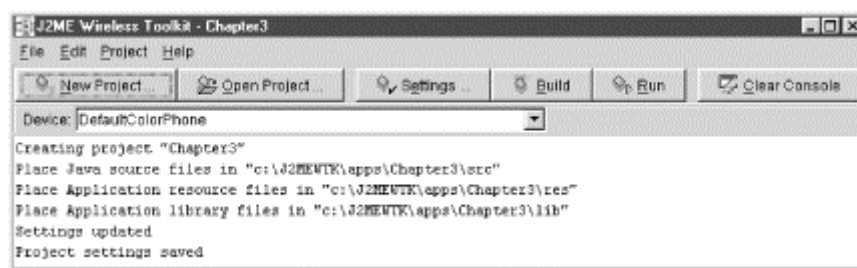 J2ME Wireless Toolkit - Chapter3
File Edit Project Help
New Project... Open Project... Settings ... Build Run Clear Console
Device: DefaultColorPhone
Creating project "Chapter3"
Place Java source files in "c:\J2MEWTK\apps\Chapter3\src"
Place Application resource files in "c:\J2MEWTK\apps\Chapter3\res"
Place Application library files in "c:\J2MEWTK\apps\Chapter3\lib"
Settings updated
Project settings saved